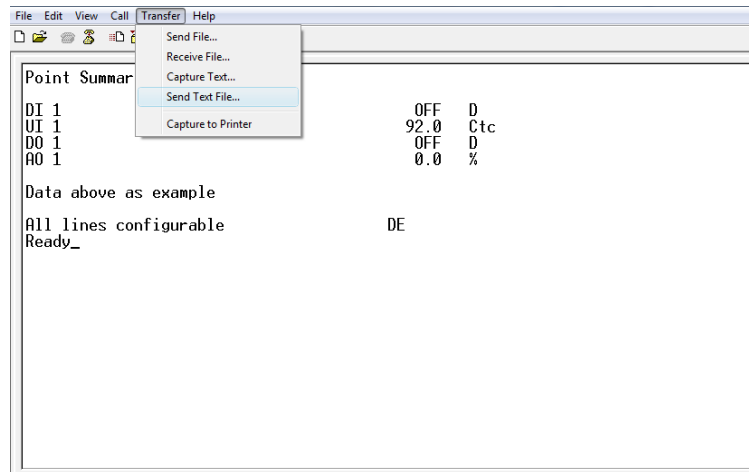 File Edit View Call Transfer Help
Send File...
Receive File...
Capture Text...
Send Text File...
Capture to Printer
Point Summar
DI 1 OFF D
UI 1 92.0 Ctc
DO 1 OFF D
AO 1 0.0 %
Data above as example
All lines configurable DE
Ready_